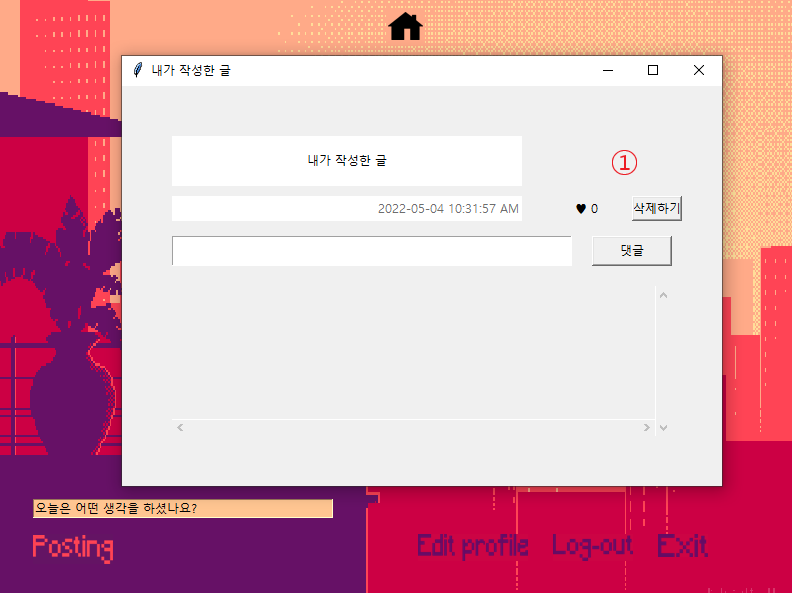 내가 작성한 글
내가 작성한 글
①
2022-05-04 10:31:57 AM
♥ 0
삭제하기
댓글
오늘은 어떤 생각을 하셨나요?
Posting
Edit profile
Log-out
Exit